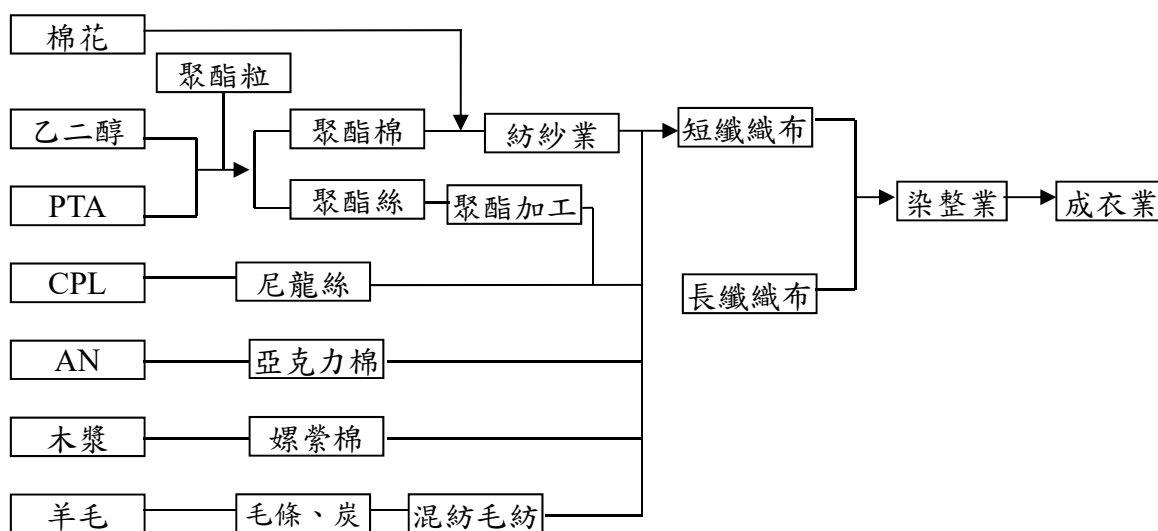 棉花
聚酯粒
乙二醇
聚酯棉
紡紗業
短纖織布
PTA
聚酯絲
聚酯加工
染整業
成衣業
CPL
尼龍絲
長纖織布
AN
亞克力棉
木漿
嫘縈棉
羊毛
毛條、炭
混紡毛紡